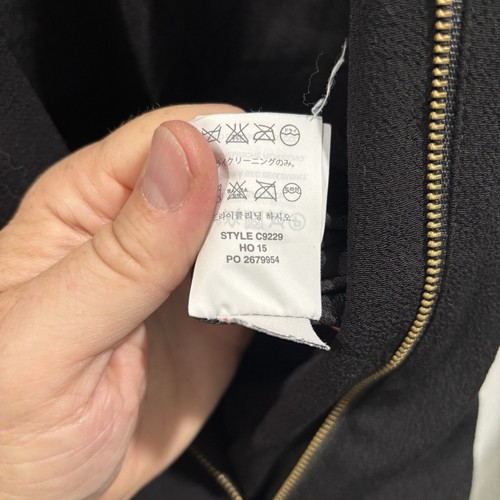 イクリーニングのみ。
라이클리닝 하시오
STYLE C9229
HO 15
PO 2679954